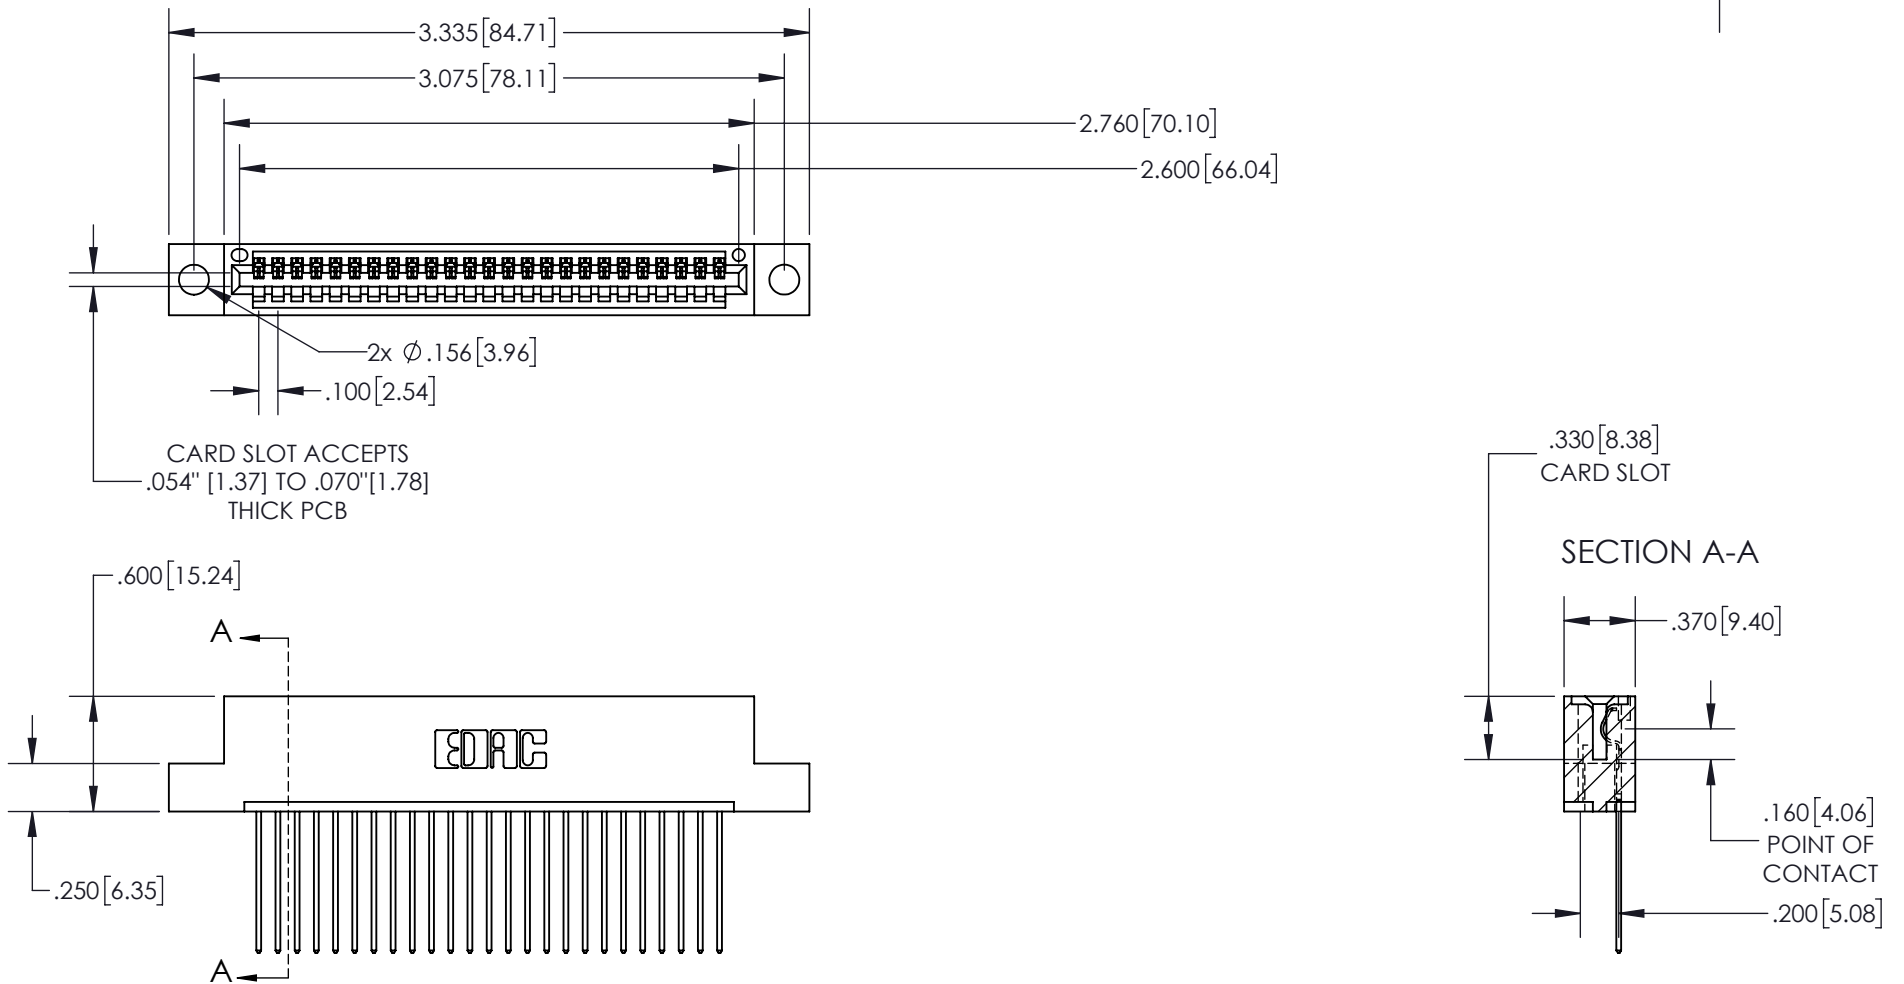 3.335[84.71]
3.075[78.11]
2.760[70.10]
2.600[66.04]
2x Ø.156[3.96]
.100[2.54]
CARD SLOT ACCEPTS
.054" [1.37] TO .070"[1.78]
THICK PCB
.330[8.38]
CARD SLOT
SECTION A-A
.600[15.24]
.370[9.40]
A
EDAC
.160[4.06]
POINT OF
CONTACT
.250[6.35]
.200[5.08]
A